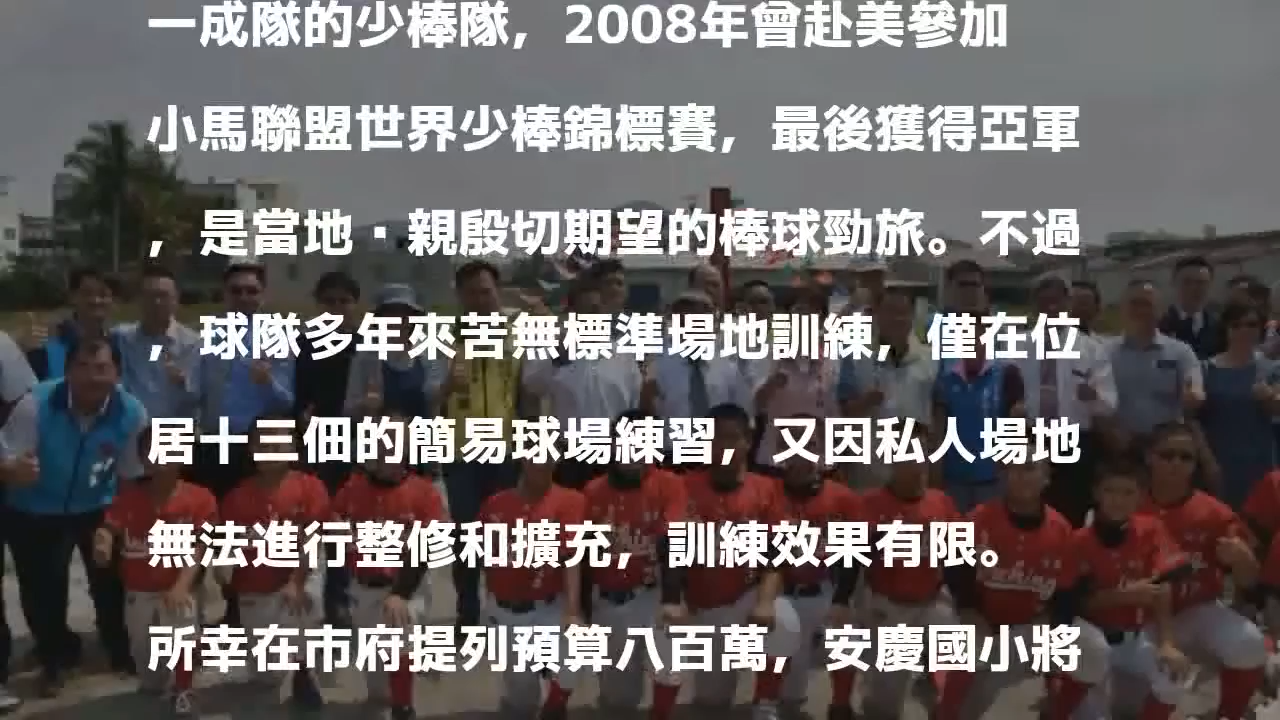 一成隊的少棒隊，2008年曾赴美參加
小馬聯盟世界少棒錦標賽，最後獲得亞軍
，是當地·親殷切期望的棒球勁旅。不過
，球隊多年來苦無標準場地訓練，僅在位
居十三佃的簡易球場練習，又因私人場地
無法進行整修和擴充，訓練效果有限。
所幸在市府提列預算八百萬，安慶國小將